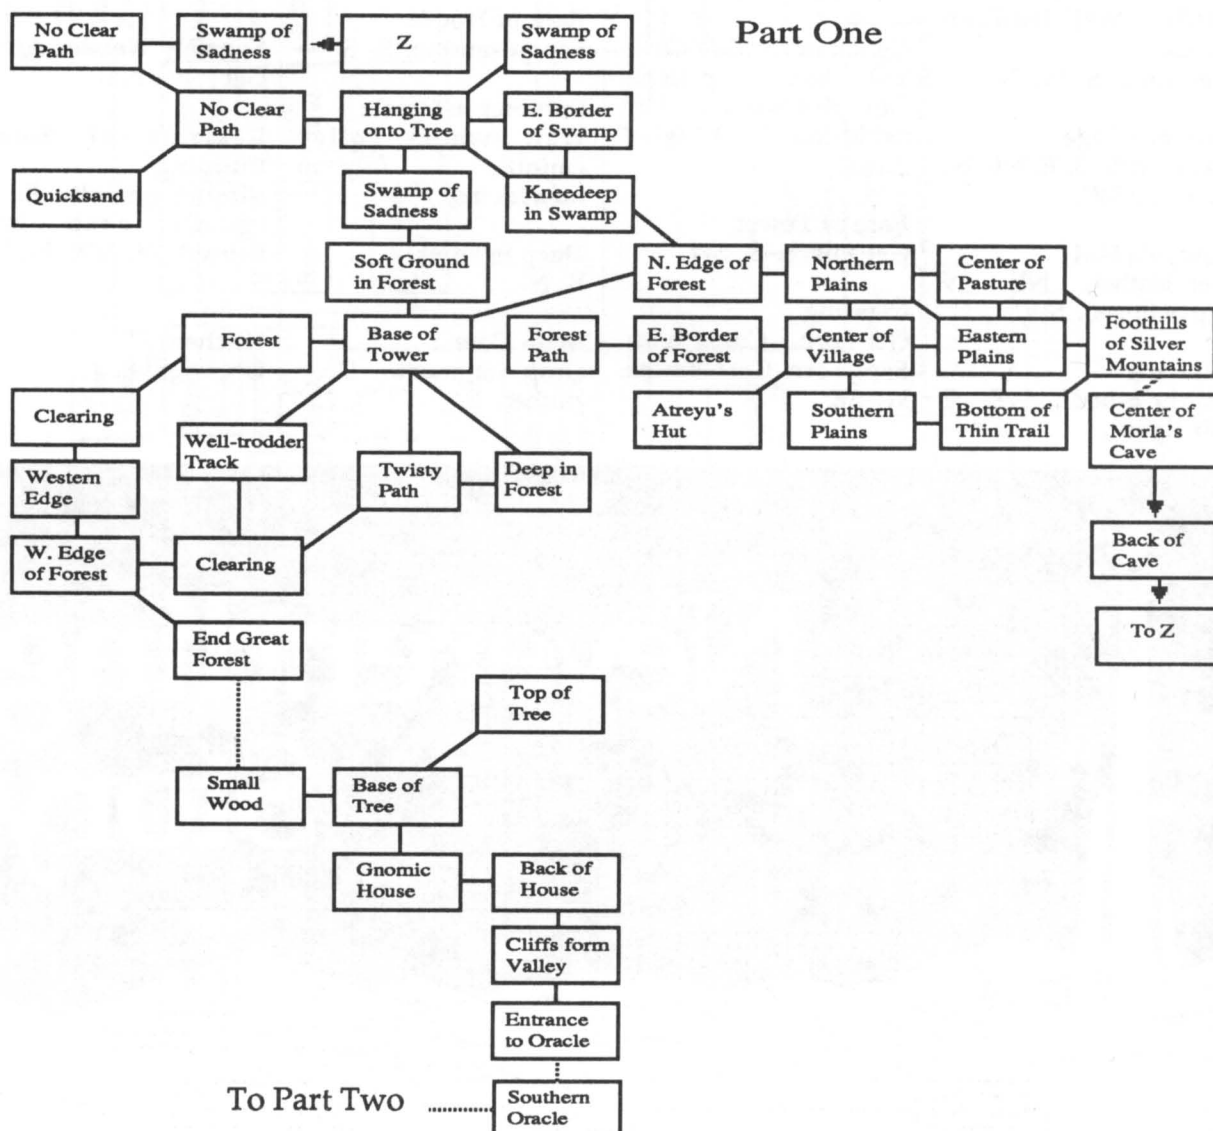 Part One
No Clear
Path
Swamp of
Sadness
Z
Swamp of
Sadness
No Clear
Path
Hanging
onto Tree
E. Border
of Swamp
Quicksand
Swamp of
Sadness
Kneedeep
in Swamp
Soft Ground
in Forest
N. Edge of
Forest
Northern
Plains
Center of
Pasture
Forest
Base of
Tower
Forest
Path
E. Border
of Forest
Center of
Village
Eastern
Plains
Foothills
of Silver
Mountains
Clearing
Well-trodden
Track
Twisty
Path
Deep in
Forest
Atreyu's
Hut
Southern
Plains
Bottom of
Thin Trail
Center of
Morla's
Cave
Western
Edge
W. Edge
of Forest
Clearing
Back of
Cave
End Great
Forest
To Z
Top of
Tree
Small
Wood
Base of
Tree
Gnomic
House
Back of
House
Cliffs form
Valley
Entrance
to Oracle
To Part Two
Southern
Oracle